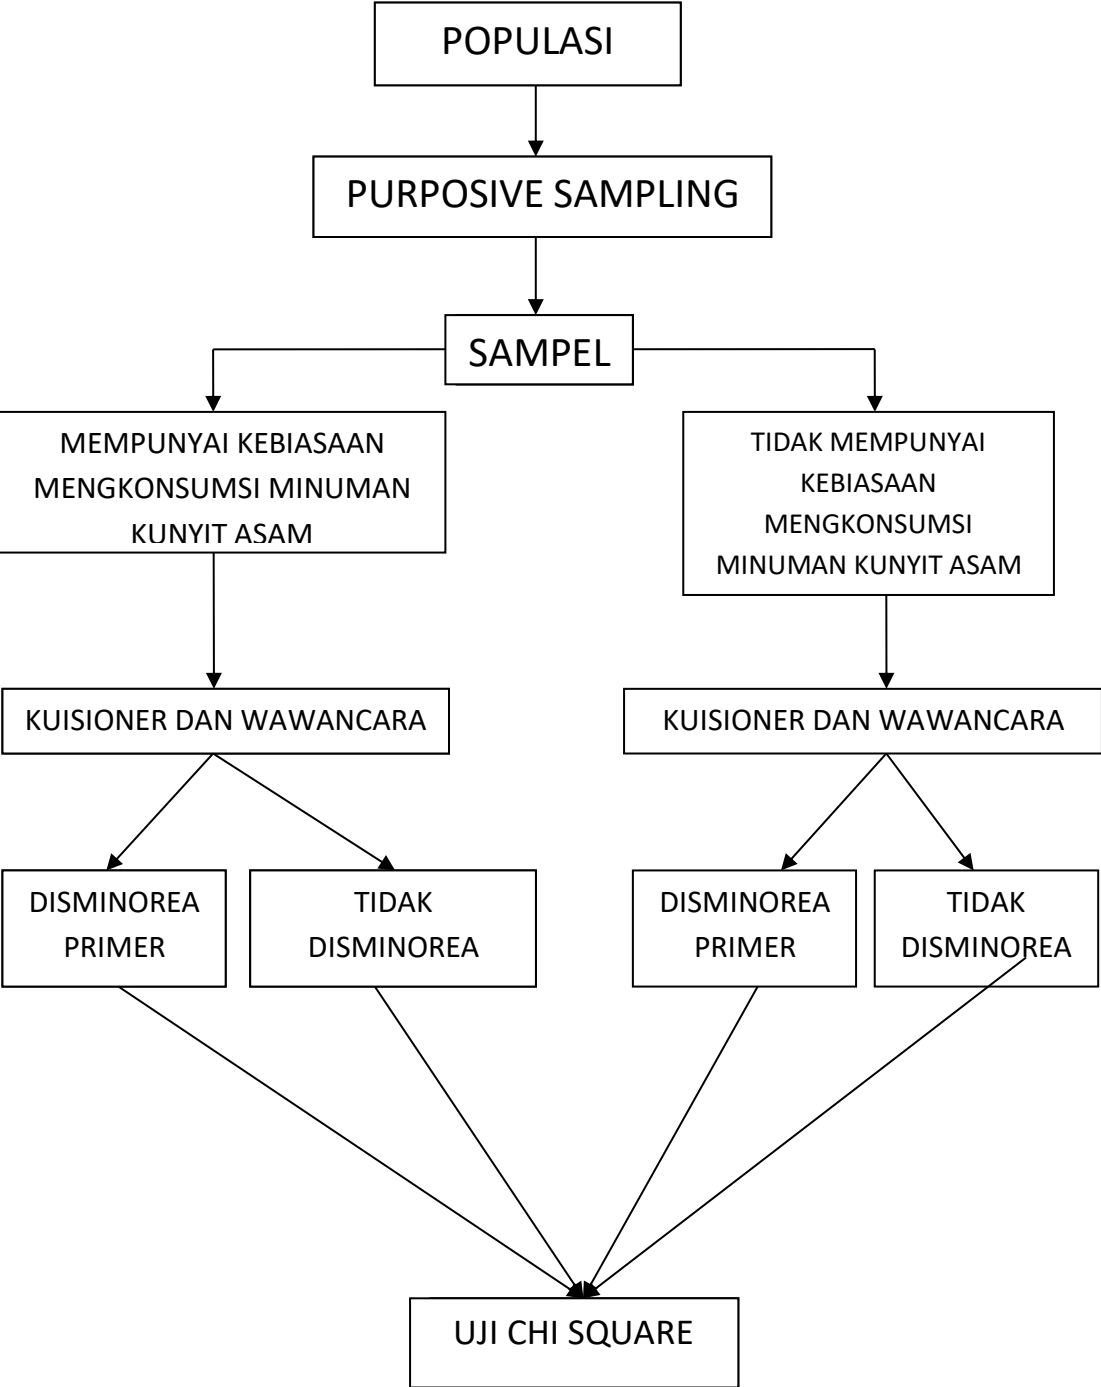 POPULASI
PURPOSIVE SAMPLING
SAMPEL
MEMPUNYAI KEBIASAAN
MENGKONSUMSI MINUMAN
KUNYIT ASAM
TIDAK MEMPUNYAI
KEBIASAAN
MENGKONSUMSI
MINUMAN KUNYIT ASAM
KUISIONER DAN WAWANCARA
KUISIONER DAN WAWANCARA
DISMINOREA
PRIMER
TIDAK
DISMINOREA
DISMINOREA
PRIMER
TIDAK
DISMINOREA
UJI CHI SQUARE